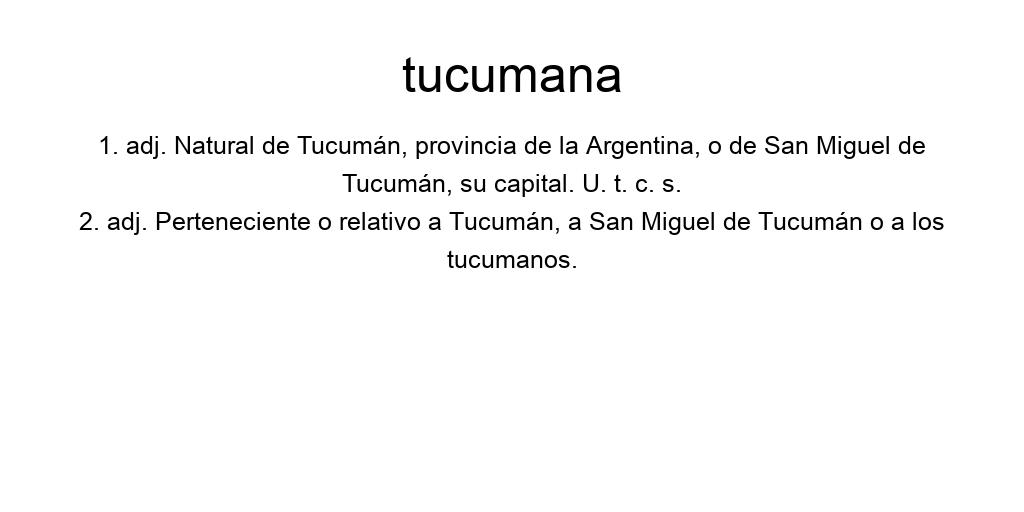 tucumana
1. adj. Natural de Tucumán, provincia de la Argentina, o de San Miguel de
Tucumán, su capital. U. t. c. s.
2. adj. Perteneciente o relativo a Tucumán, a San Miguel de Tucumán o a los
tucumanos.